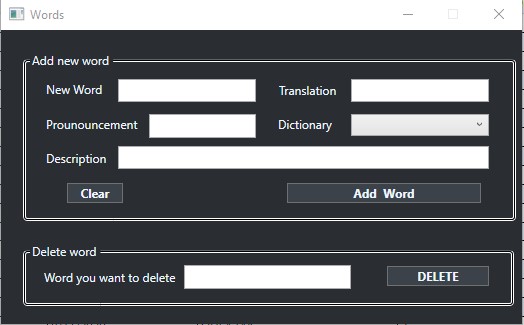 Words
Add new word
New Word Translation
Prounouncement Dictionary
Description
Clear Add Word
Delete word
Word you want to delete DELETE